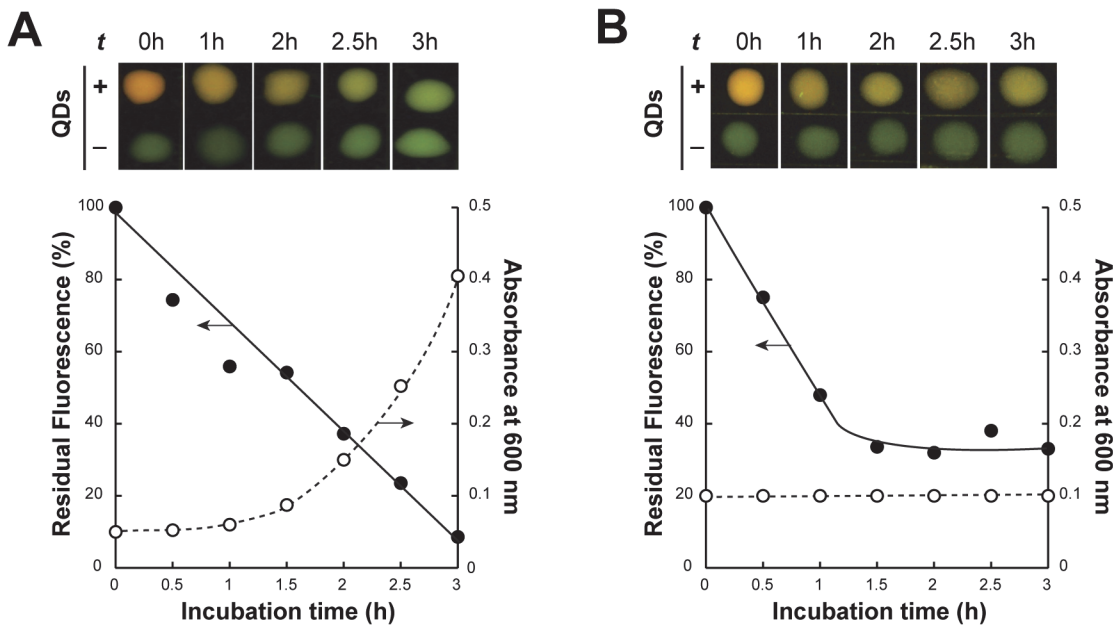 A
t 0h 1h 2h 2.5h 3h
QDs
+
–
100
80
60
40
20
0
Residual Fluorescence (%)
0.5
0.4
0.3
0.2
0.1
0
Absorbance at 600 nm
0 0.5 1 1.5 2 2.5 3
Incubation time (h)
B
t 0h 1h 2h 2.5h 3h
QDs
+
–
100
80
60
40
20
0
Residual Fluorescence (%)
0.5
0.4
0.3
0.2
0.1
0
Absorbance at 600 nm
0 0.5 1 1.5 2 2.5 3
Incubation time (h)